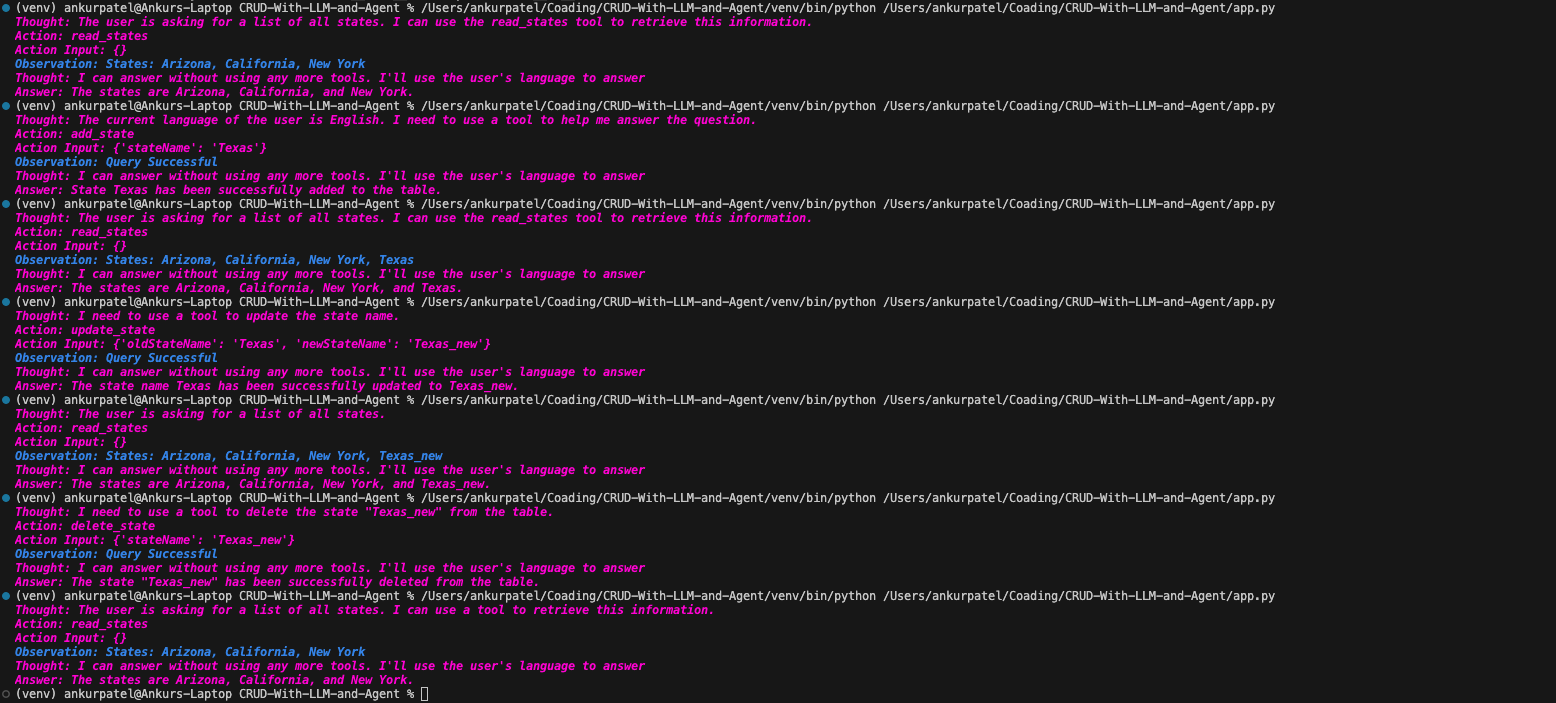 (venv) ankurpatel@Ankurs-Laptop CRUD-With-LLM-and-Agent % /Users/ankurpatel/Coading/CRUD-With-LLM-and-Agent/venv/bin/python /Users/ankurpatel/Coading/CRUD-With-LLM-and-Agent/app.py
Thought: The user is asking for a list of all states. I can use the read_states tool to retrieve this information.
Action: read_states
Action Input: {}
Observation: States: Arizona, California, New York
Thought: I can answer without using any more tools. I'll use the user's language to answer
Answer: The states are Arizona, California, and New York.
(venv) ankurpatel@Ankurs-Laptop CRUD-With-LLM-and-Agent % /Users/ankurpatel/Coading/CRUD-With-LLM-and-Agent/venv/bin/python /Users/ankurpatel/Coading/CRUD-With-LLM-and-Agent/app.py
Thought: The current language of the user is English. I need to use a tool to help me answer the question.
Action: add_state
Action Input: {'stateName': 'Texas'}
Observation: Query Successful
Thought: I can answer without using any more tools. I'll use the user's language to answer
Answer: State Texas has been successfully added to the table.
(venv) ankurpatel@Ankurs-Laptop CRUD-With-LLM-and-Agent % /Users/ankurpatel/Coading/CRUD-With-LLM-and-Agent/venv/bin/python /Users/ankurpatel/Coading/CRUD-With-LLM-and-Agent/app.py
Thought: The user is asking for a list of all states. I can use the read_states tool to retrieve this information.
Action: read_states
Action Input: {}
Observation: States: Arizona, California, New York, Texas
Thought: I can answer without using any more tools. I'll use the user's language to answer
Answer: The states are Arizona, California, New York, and Texas.
(venv) ankurpatel@Ankurs-Laptop CRUD-With-LLM-and-Agent % /Users/ankurpatel/Coading/CRUD-With-LLM-and-Agent/venv/bin/python /Users/ankurpatel/Coading/CRUD-With-LLM-and-Agent/app.py
Thought: I need to use a tool to update the state name.
Action: update_state
Action Input: {'oldStateName': 'Texas', 'newStateName': 'Texas_new'}
Observation: Query Successful
Thought: I can answer without using any more tools. I'll use the user's language to answer
Answer: The state name Texas has been successfully updated to Texas_new.
(venv) ankurpatel@Ankurs-Laptop CRUD-With-LLM-and-Agent % /Users/ankurpatel/Coading/CRUD-With-LLM-and-Agent/venv/bin/python /Users/ankurpatel/Coading/CRUD-With-LLM-and-Agent/app.py
Thought: The user is asking for a list of all states.
Action: read_states
Action Input: {}
Observation: States: Arizona, California, New York, Texas_new
Thought: I can answer without using any more tools. I'll use the user's language to answer
Answer: The states are Arizona, California, New York, and Texas_new.
(venv) ankurpatel@Ankurs-Laptop CRUD-With-LLM-and-Agent % /Users/ankurpatel/Coading/CRUD-With-LLM-and-Agent/venv/bin/python /Users/ankurpatel/Coading/CRUD-With-LLM-and-Agent/app.py
Thought: I need to use a tool to delete the state "Texas_new" from the table.
Action: delete_state
Action Input: {'stateName': 'Texas_new'}
Observation: Query Successful
Thought: I can answer without using any more tools. I'll use the user's language to answer
Answer: The state "Texas_new" has been successfully deleted from the table.
(venv) ankurpatel@Ankurs-Laptop CRUD-With-LLM-and-Agent % /Users/ankurpatel/Coading/CRUD-With-LLM-and-Agent/venv/bin/python /Users/ankurpatel/Coading/CRUD-With-LLM-and-Agent/app.py
Thought: The user is asking for a list of all states. I can use a tool to retrieve this information.
Action: read_states
Action Input: {}
Observation: States: Arizona, California, New York
Thought: I can answer without using any more tools. I'll use the user's language to answer
Answer: The states are Arizona, California, and New York.
(venv) ankurpatel@Ankurs-Laptop CRUD-With-LLM-and-Agent %